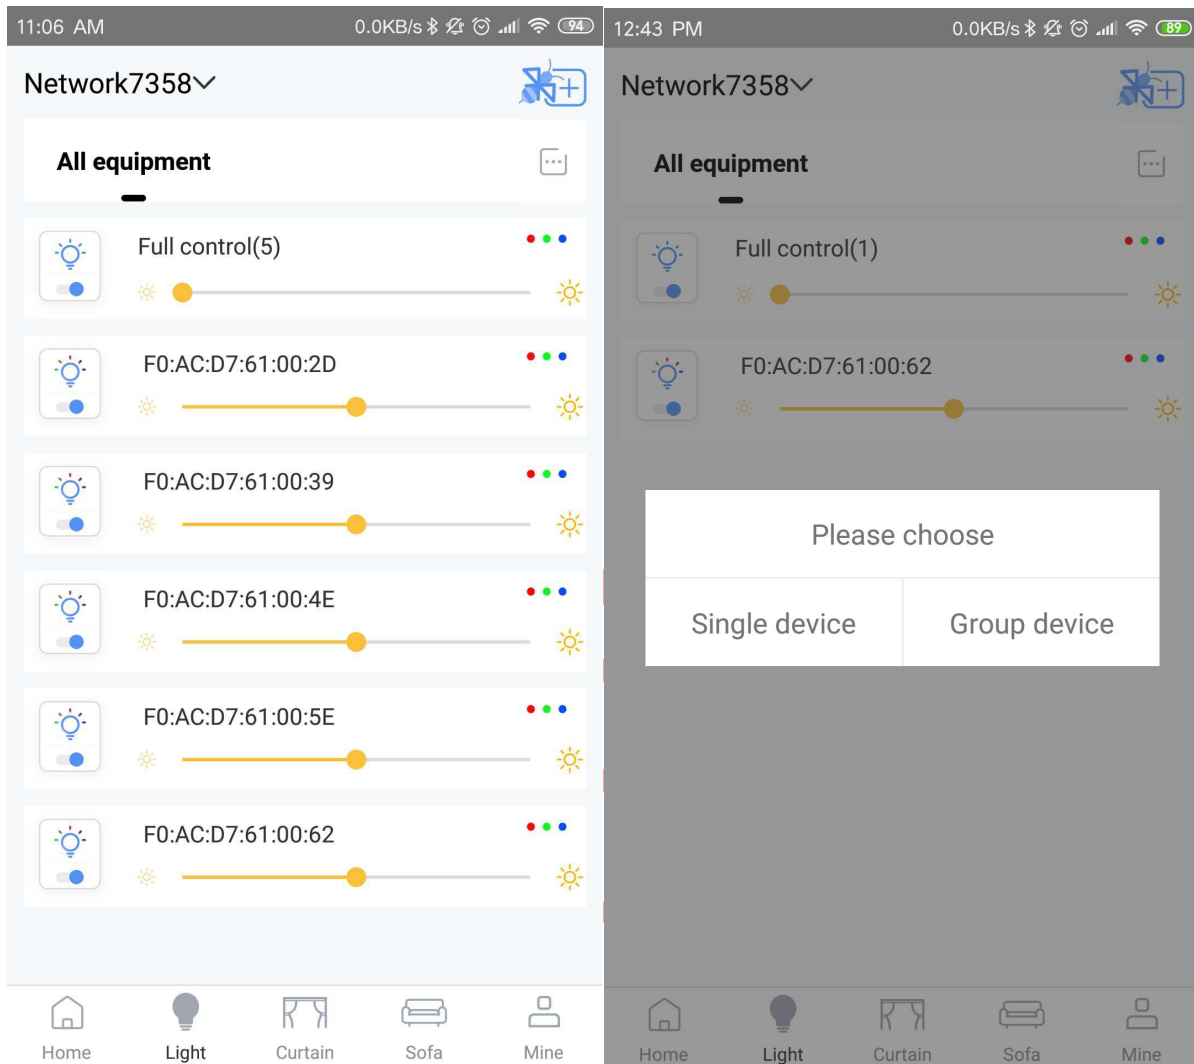 11:06 AM 0.0KB/s 94
Network7358
All equipment
Full control(5)
F0:AC:D7:61:00:2D
F0:AC:D7:61:00:39
F0:AC:D7:61:00:4E
F0:AC:D7:61:00:5E
F0:AC:D7:61:00:62
Home Light Curtain Sofa Mine
12:43 PM 0.0KB/s 89
Network7358
All equipment
Full control(1)
F0:AC:D7:61:00:62
Please choose
Single device Group device
Home Light Curtain Sofa Mine